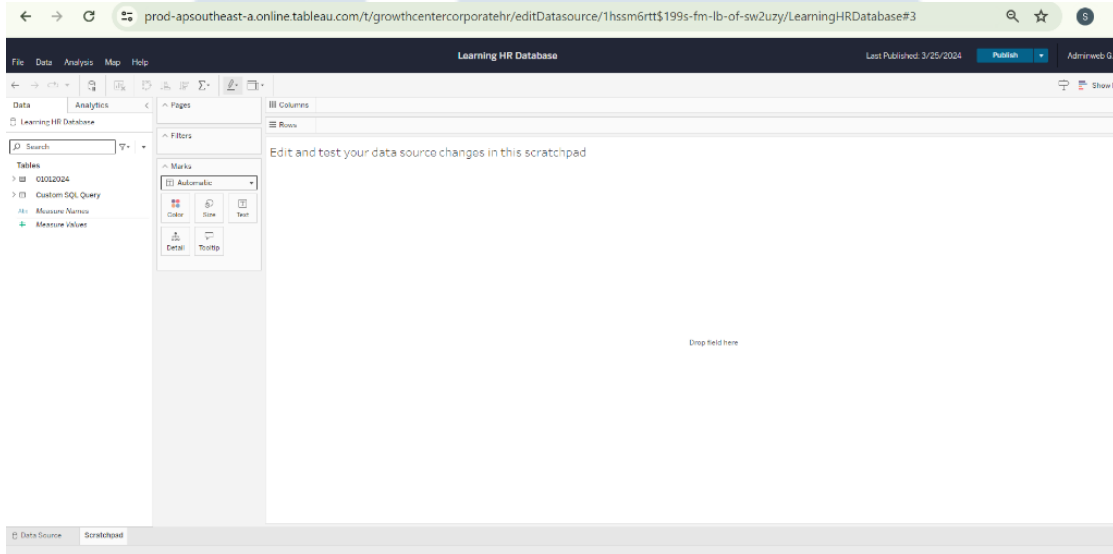 prod-apsoutheast-a.online.tableau.com/t/growthcentercorporatehr/editDatasource/1hssm6rtt$199s-fm-lb-of-sw2uzy/LearningHRDatabase#3
S
Learning HR Database
Last Published: 3/25/2024
Publish
Adminweb G
File Data Analysis Map Help
Show
Data Analytics
Pages
Columns
Learning HR Database
Rows
Filters
Search
Edit and test your data source changes in this scratchpad
Tables
Marks
01012024
Automatic
Custom SQL Query
Abc Measure Names
Measure Values
Color Size Text
Detail Tooltip
Drop field here
Data Source Scratchpad